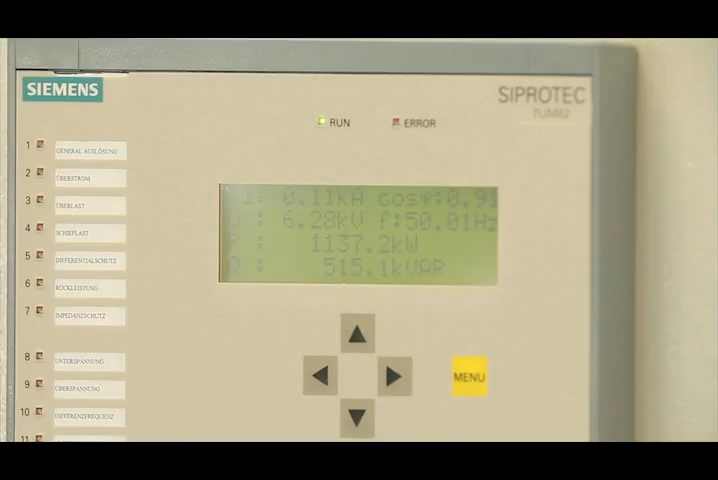 SIEMENS
SIPROTEC
7UM62
RUN
ERROR
1 GENERAL AUSLÖSUNG
2 ÜBERSTROM
3 ÜBERLAST
4 SCHIEFLAST
5 DIFFERENTIALSCHUTZ
6 RÜCKLEISTUNG
7 IMPEDANZSCHUTZ
8 UNTERSPANNUNG
9 ÜBERSPANNUNG
10 DIFFERENZFREQUENZ
11
: 0.11kA cosφ:0.91
: 6.28kV f:50.01Hz
P : 1137.2kW
Q : 515.1kVAR
MENU